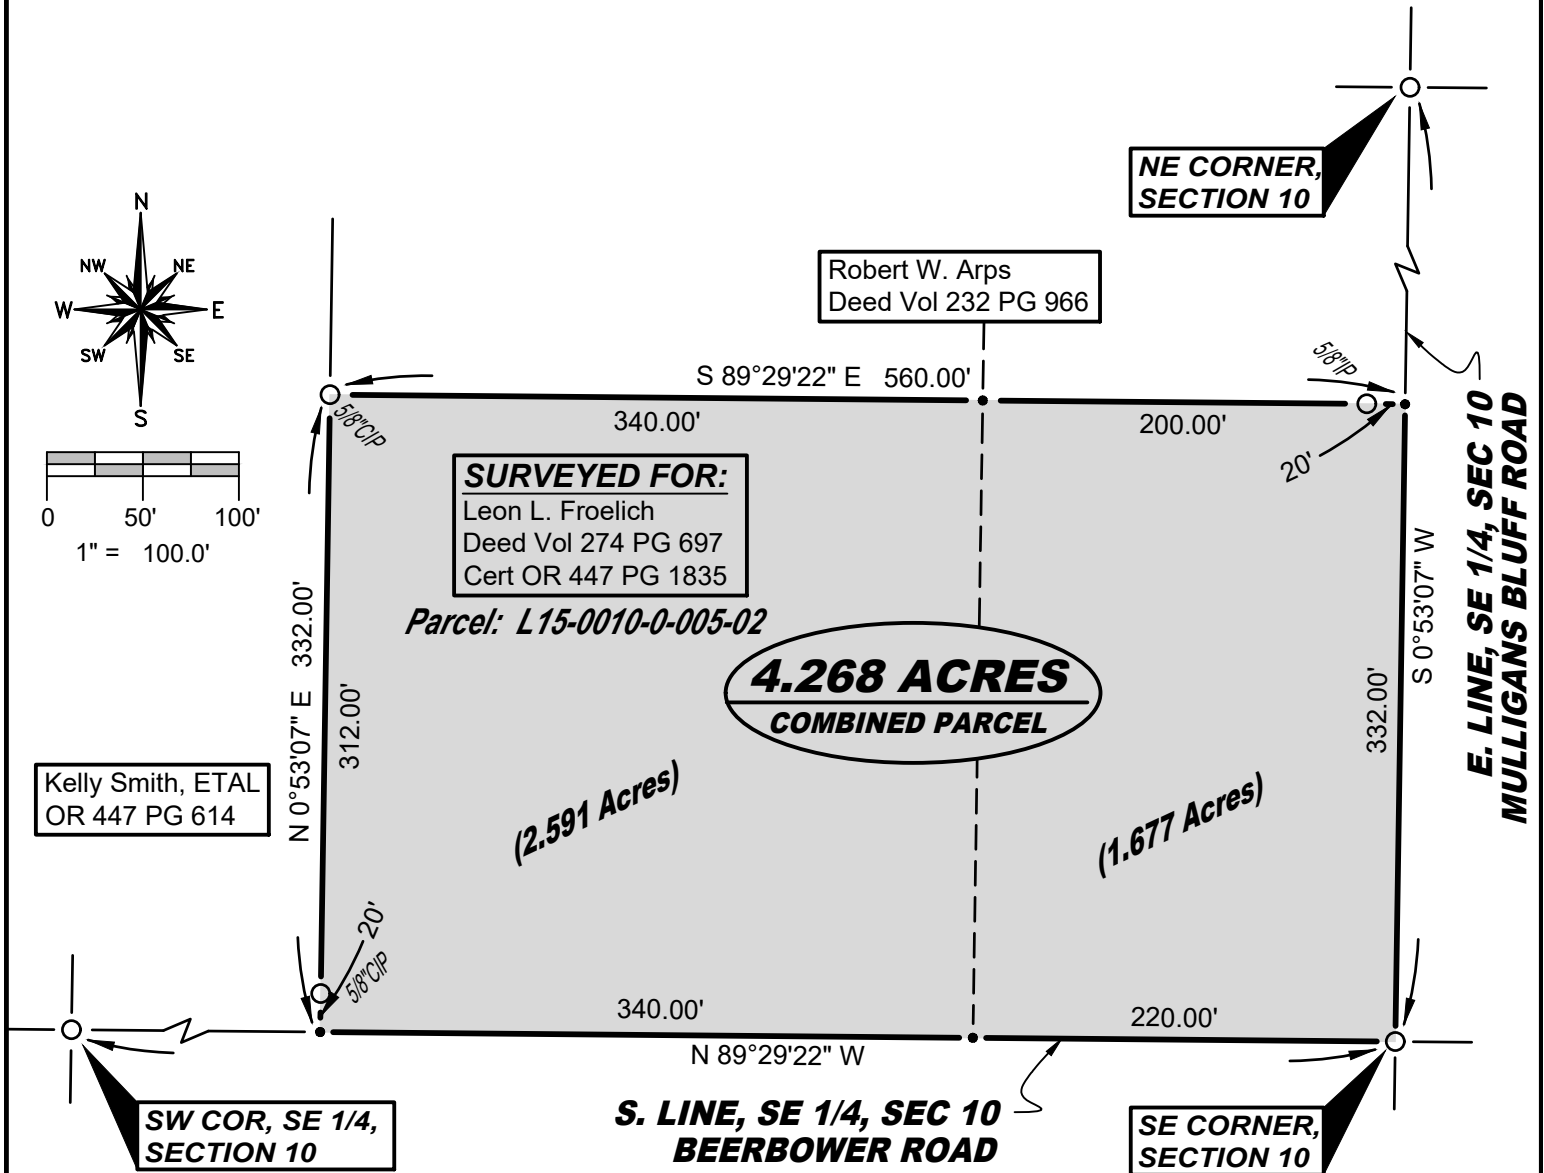 NE CORNER,
SECTION 10
N
NW
NE
W
E
SW
SE
S
0
50'
100'
1" = 100.0'
Robert W. Arps
Deed Vol 232 PG 966
S 89°29'22" E 560.00'
340.00'
200.00'
5/8"CIP
5/8"IP
20'
SURVEYED FOR:
Leon L. Froelich
Deed Vol 274 PG 697
Cert OR 447 PG 1835
Parcel: L15-0010-0-005-02
4.268 ACRES
COMBINED PARCEL
N 0°53'07" E 332.00'
312.00'
S 0°53'07" W
332.00'
E. LINE, SE 1/4, SEC 10
MULLIGANS BLUFF ROAD
Kelly Smith, ETAL
OR 447 PG 614
(2.591 Acres)
(1.677 Acres)
20'
5/8"CIP
340.00'
220.00'
N 89°29'22" W
S. LINE, SE 1/4, SEC 10
BEERBOWER ROAD
SW COR, SE 1/4,
SECTION 10
SE CORNER,
SECTION 10